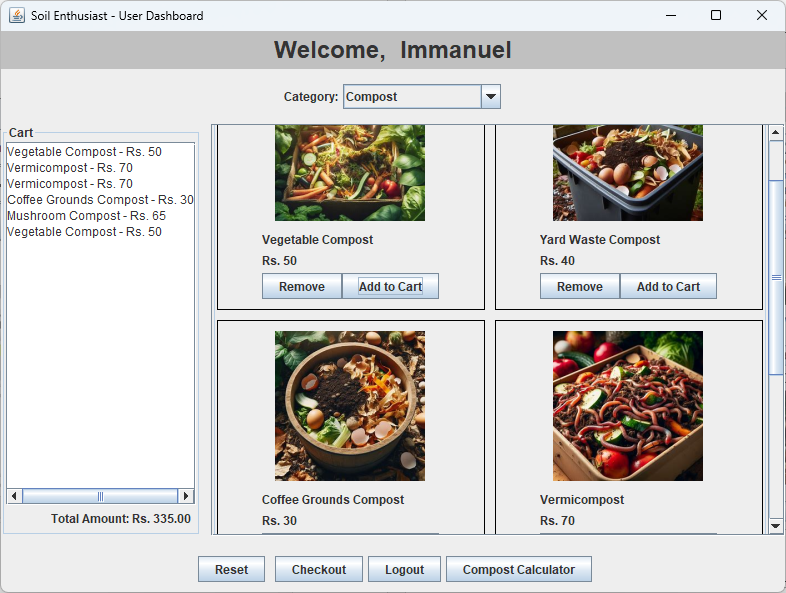 Soil Enthusiast - User Dashboard
Welcome, Immanuel
Category: Compost
Cart
Vegetable Compost - Rs. 50
Vermicompost - Rs. 70
Vermicompost - Rs. 70
Coffee Grounds Compost - Rs. 30
Mushroom Compost - Rs. 65
Vegetable Compost - Rs. 50
Total Amount: Rs. 335.00
Vegetable Compost
Rs. 50
Remove Add to Cart
Yard Waste Compost
Rs. 40
Remove Add to Cart
Coffee Grounds Compost
Rs. 30
Vermicompost
Rs. 70
Reset Checkout Logout Compost Calculator